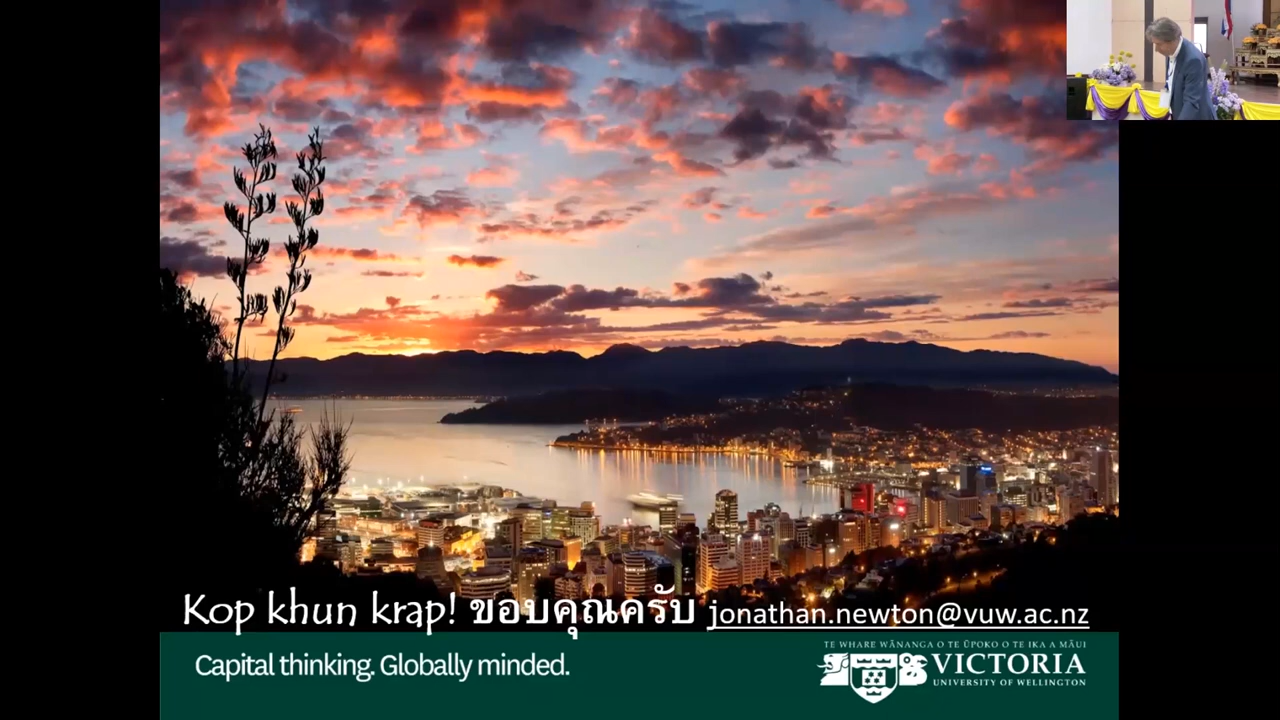 Kop khun krap! ขอบคุณครับ jonathan.newton@vuw.ac.nz
Capital thinking. Globally minded.
TE WHARE WĀNANGA O TE ŪPOKO O TE IKA A MĀUI
VICTORIA
UNIVERSITY OF WELLINGTON